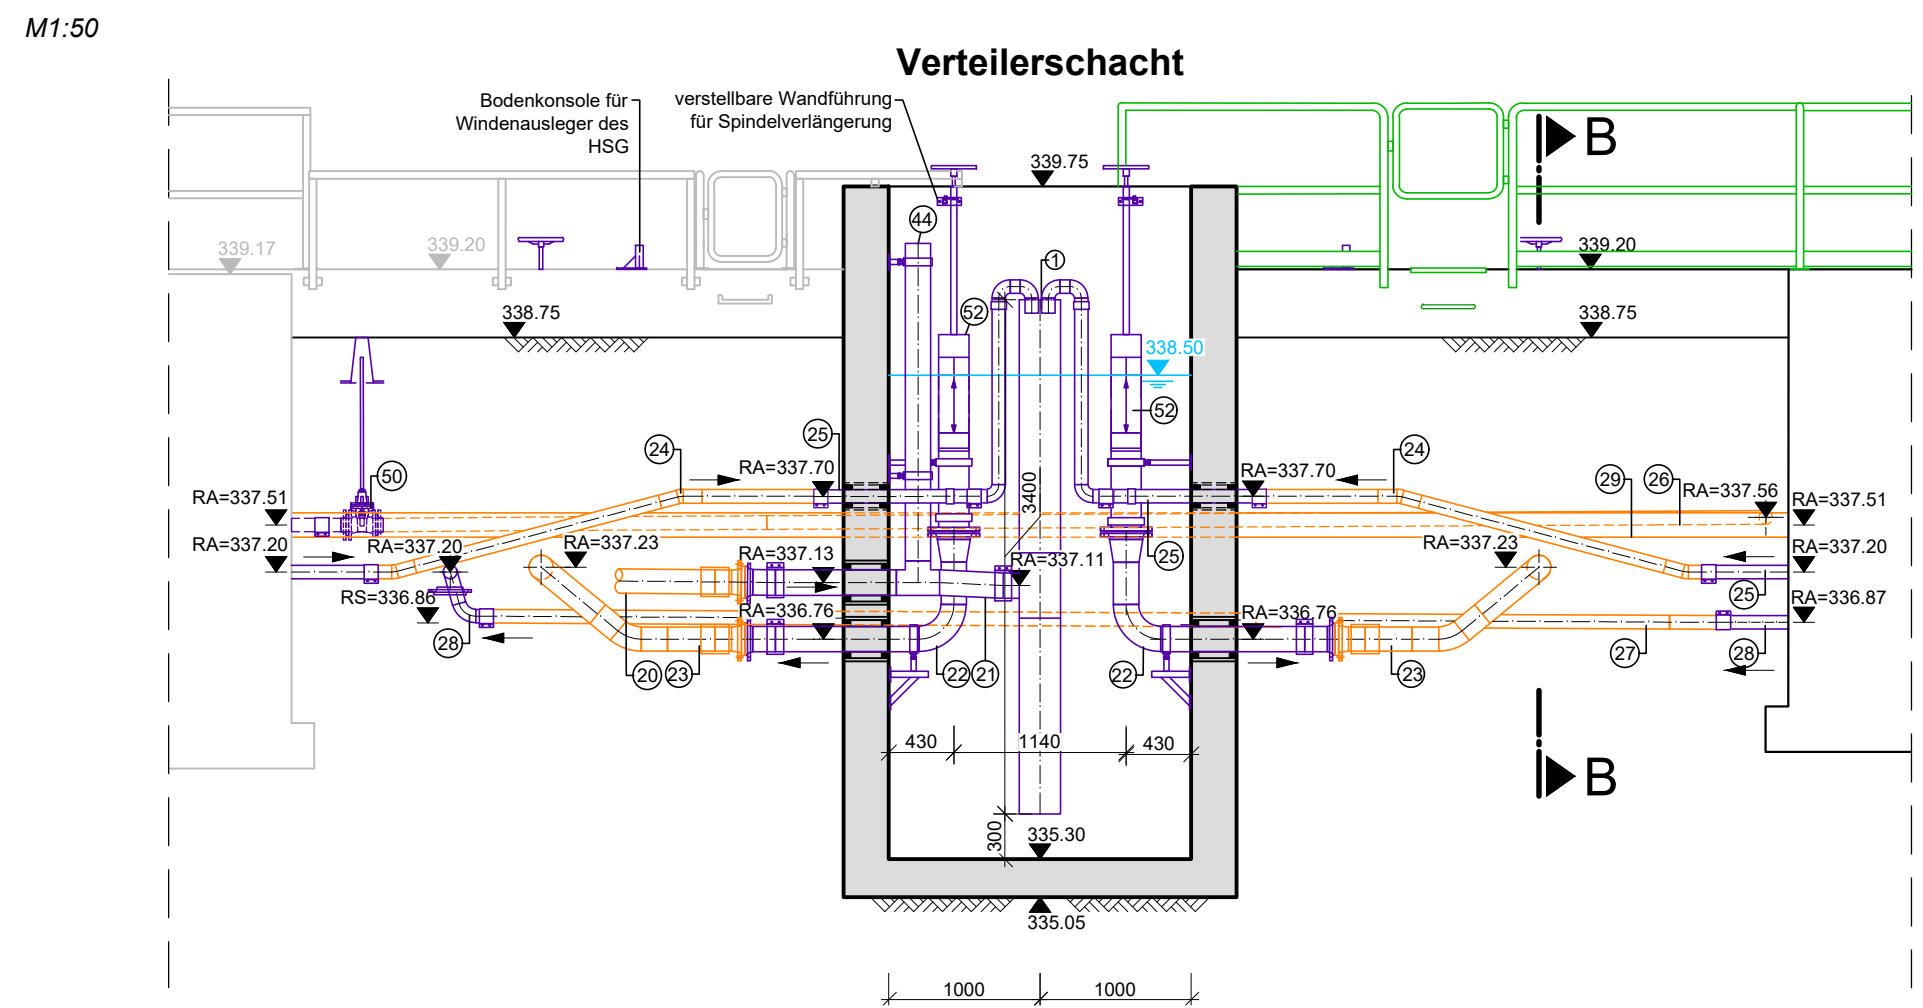 M1:50
Verteilerschacht
Bodenkonsole für
Windenausleger des
HSG
verstellbare Wandführung
für Spindelverlängerung
B
339.75
339.17
339.20
44
1
339.20
338.75
52
338.50
338.75
52
24
25
RA=337.70
RA=337.70
24
50
29
26
RA=337.56
RA=337.51
RA=337.51
3400
25
RA=337.20
RA=337.20
RA=337.23
RA=337.13
RA=337.11
RA=337.23
RA=337.20
RS=336.86
RA=336.76
RA=336.76
25
RA=336.87
28
20
23
22
21
22
23
27
28
430
1140
430
B
300
335.30
335.05
1000
1000